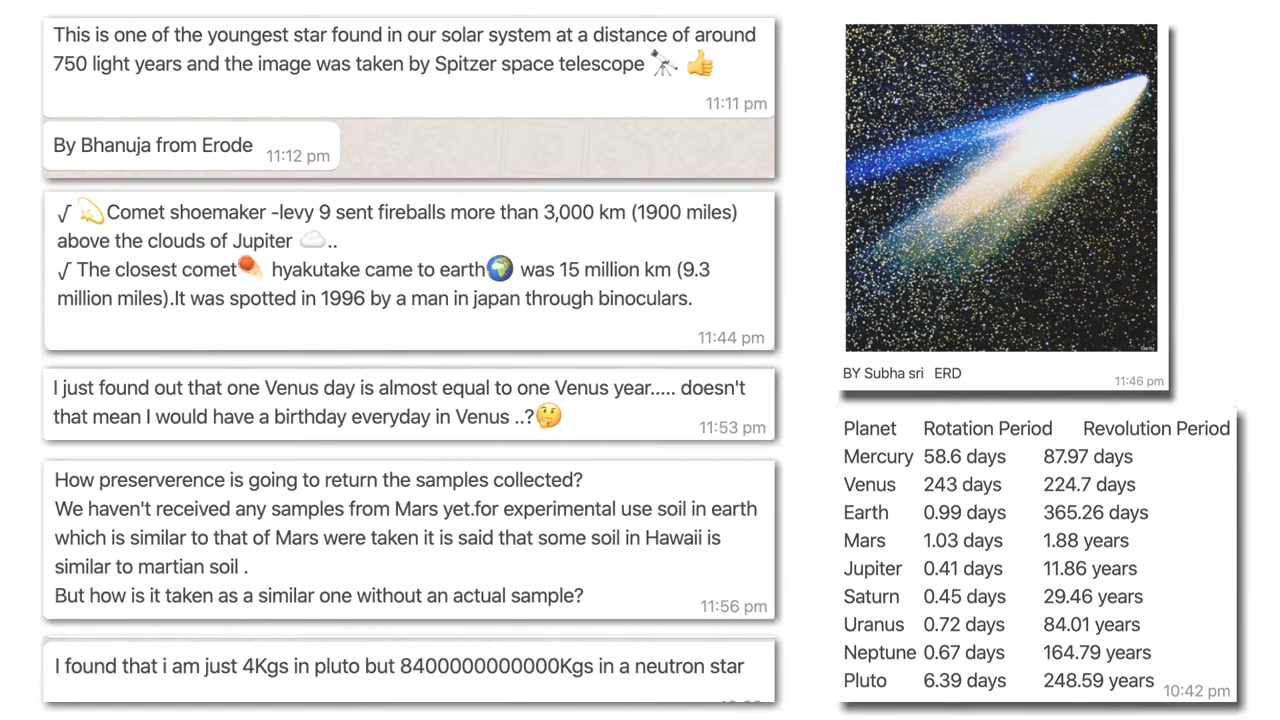 This is one of the youngest star found in our solar system at a distance of around
750 light years and the image was taken by Spitzer space telescope 🔭 👍
11:11 pm
By Bhanuja from Erode 11:12 pm
√ 💫Comet shoemaker -levy 9 sent fireballs more than 3,000 km (1900 miles)
above the clouds of Jupiter ☁️..
√ The closest comet☄️ hyakutake came to earth🌍 was 15 million km (9.3
million miles).It was spotted in 1996 by a man in japan through binoculars.
11:44 pm
I just found out that one Venus day is almost equal to one Venus year..... doesn't
that mean I would have a birthday everyday in Venus ..?🤔
11:53 pm
How preserverence is going to return the samples collected?
We haven't received any samples from Mars yet.for experimental use soil in earth
which is similar to that of Mars were taken it is said that some soil in Hawaii is
similar to martian soil .
But how is it taken as a similar one without an actual sample?
11:56 pm
I found that i am just 4Kgs in pluto but 8400000000000Kgs in a neutron star
BY Subha sri ERD
11:46 pm
Planet Rotation Period Revolution Period
Mercury 58.6 days 87.97 days
Venus 243 days 224.7 days
Earth 0.99 days 365.26 days
Mars 1.03 days 1.88 years
Jupiter 0.41 days 11.86 years
Saturn 0.45 days 29.46 years
Uranus 0.72 days 84.01 years
Neptune 0.67 days 164.79 years
Pluto 6.39 days 248.59 years 10:42 pm